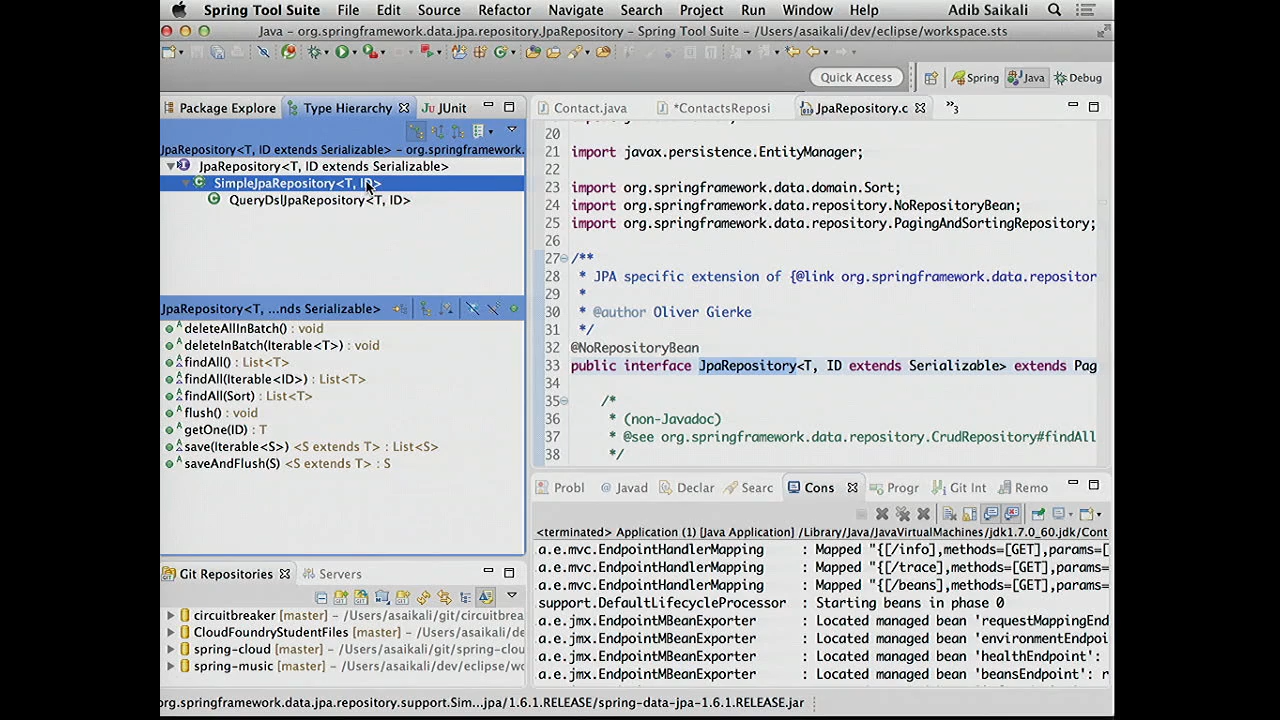 Spring Tool Suite File Edit Source Refactor Navigate Search Project Run Window Help Adib Saikali
Java - org.springframework.data.jpa.repository.JpaRepository - Spring Tool Suite - /Users/asaikali/dev/eclipse/workspace.sts
Quick Access Spring Java Debug
Package Explorer Type Hierarchy JUnit
JpaRepository<T, ID extends Serializable> - org.springframework.
JpaRepository<T, ID extends Serializable>
SimpleJpaRepository<T, ID>
QueryDslJpaRepository<T, ID>
JpaRepository<T, ...nds Serializable>
deleteAllInBatch() : void
deleteInBatch(Iterable<T>) : void
findAll() : List<T>
findAll(Iterable<ID>) : List<T>
findAll(Sort) : List<T>
flush() : void
getOne(ID) : T
save(Iterable<S>) <S extends T> : List<S>
saveAndFlush(S) <S extends T> : S
Git Repositories Servers
circuitbreaker [master] - /Users/asaikali/git/circuitbrea
CloudFoundryStudentFiles [master] - /Users/asaikali/de
spring-cloud [master] - /Users/asaikali/git/spring-clou
spring-music [master] - /Users/asaikali/dev/eclipse/wo
Contact.java *ContactsReposi JpaRepository.c »3
20
21 import javax.persistence.EntityManager;
22
23 import org.springframework.data.domain.Sort;
24 import org.springframework.data.repository.NoRepositoryBean;
25 import org.springframework.data.repository.PagingAndSortingRepository;
26
27 /**
28 * JPA specific extension of {@link org.springframework.data.repositor
29 *
30 * @author Oliver Gierke
31 */
32 @NoRepositoryBean
33 public interface JpaRepository<T, ID extends Serializable> extends Pag
34
35 /*
36 * (non-Javadoc)
37 * @see org.springframework.data.repository.CrudRepository#findAll
38 */
Probl Javad Declar Searc Cons Progr Git Int Remo
<terminated> Application (1) [Java Application] /Library/Java/JavaVirtualMachines/jdk1.7.0_60.jdk/Cont
a.e.mvc.EndpointHandlerMapping : Mapped "{[/info],methods=[GET],params=[
a.e.mvc.EndpointHandlerMapping : Mapped "{[/trace],methods=[GET],params=
a.e.mvc.EndpointHandlerMapping : Mapped "{[/beans],methods=[GET],params=
support.DefaultLifecycleProcessor : Starting beans in phase 0
a.e.jmx.EndpointMBeanExporter : Located managed bean 'requestMappingEnd
a.e.jmx.EndpointMBeanExporter : Located managed bean 'environmentEndpoi
a.e.jmx.EndpointMBeanExporter : Located managed bean 'healthEndpoint':
a.e.jmx.EndpointMBeanExporter : Located managed bean 'beansEndpoint': r
org.springframework.data.jpa.repository.support.Sim...jpa/1.6.1.RELEASE/spring-data-jpa-1.6.1.RELEASE.jar